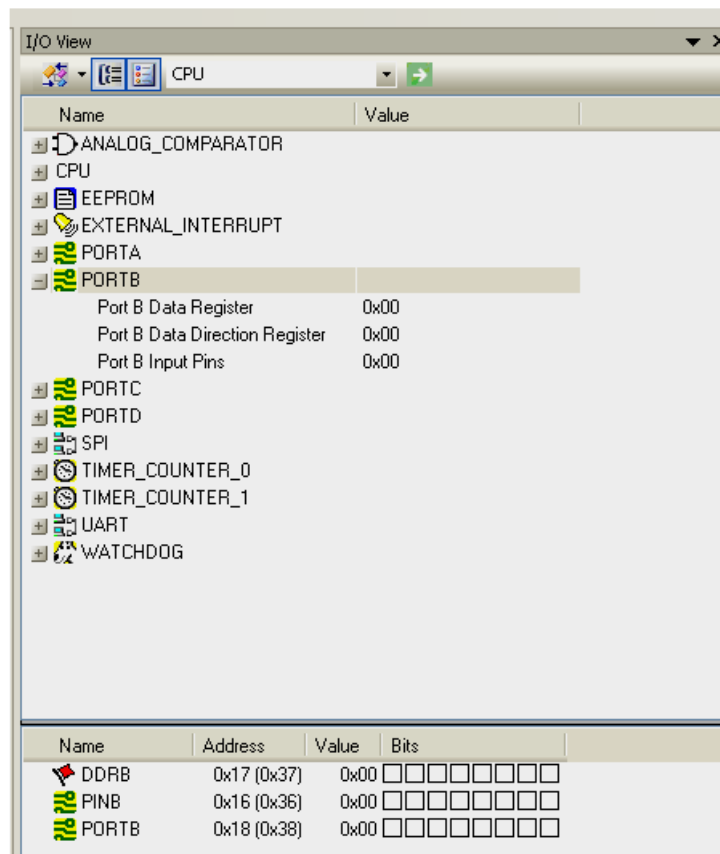 I/O View
CPU
Name Value
ANALOG_COMPARATOR
CPU
EEPROM
EXTERNAL_INTERRUPT
PORTA
PORTB
Port B Data Register 0x00
Port B Data Direction Register 0x00
Port B Input Pins 0x00
PORTC
PORTD
SPI
TIMER_COUNTER_0
TIMER_COUNTER_1
UART
WATCHDOG
Name Address Value Bits
DDRB 0x17 (0x37) 0x00
PINB 0x16 (0x36) 0x00
PORTB 0x18 (0x38) 0x00